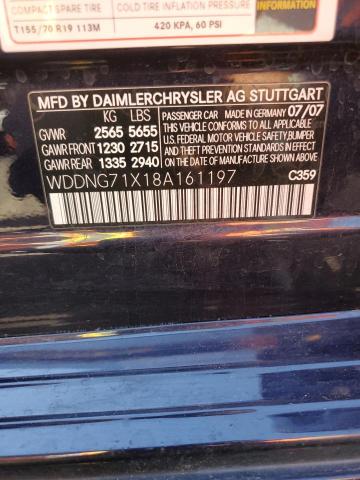 COMPACT SPARE TIRE COLD TIRE INFLATION PRESSURE
T155/70 R19 113M 420 KPA, 60 PSI
MFD BY DAIMLERCHRYSLER AG STUTTGART
KG LBS PASSENGER CAR MADE IN GERMANY 07/07
GVWR 2565 5655
GAWR FRONT 1230 2715
GAWR REAR 1335 2940
THIS VEHICLE CONFORMS TO ALL APPLICABLE
U.S. FEDERAL MOTOR VEHICLE SAFETY, BUMPER
AND THEFT PREVENTION STANDARDS IN EFFECT
ON THE DATE OF MANUFACTURE SHOWN ABOVE.
WDDNG71X18A161197 C359